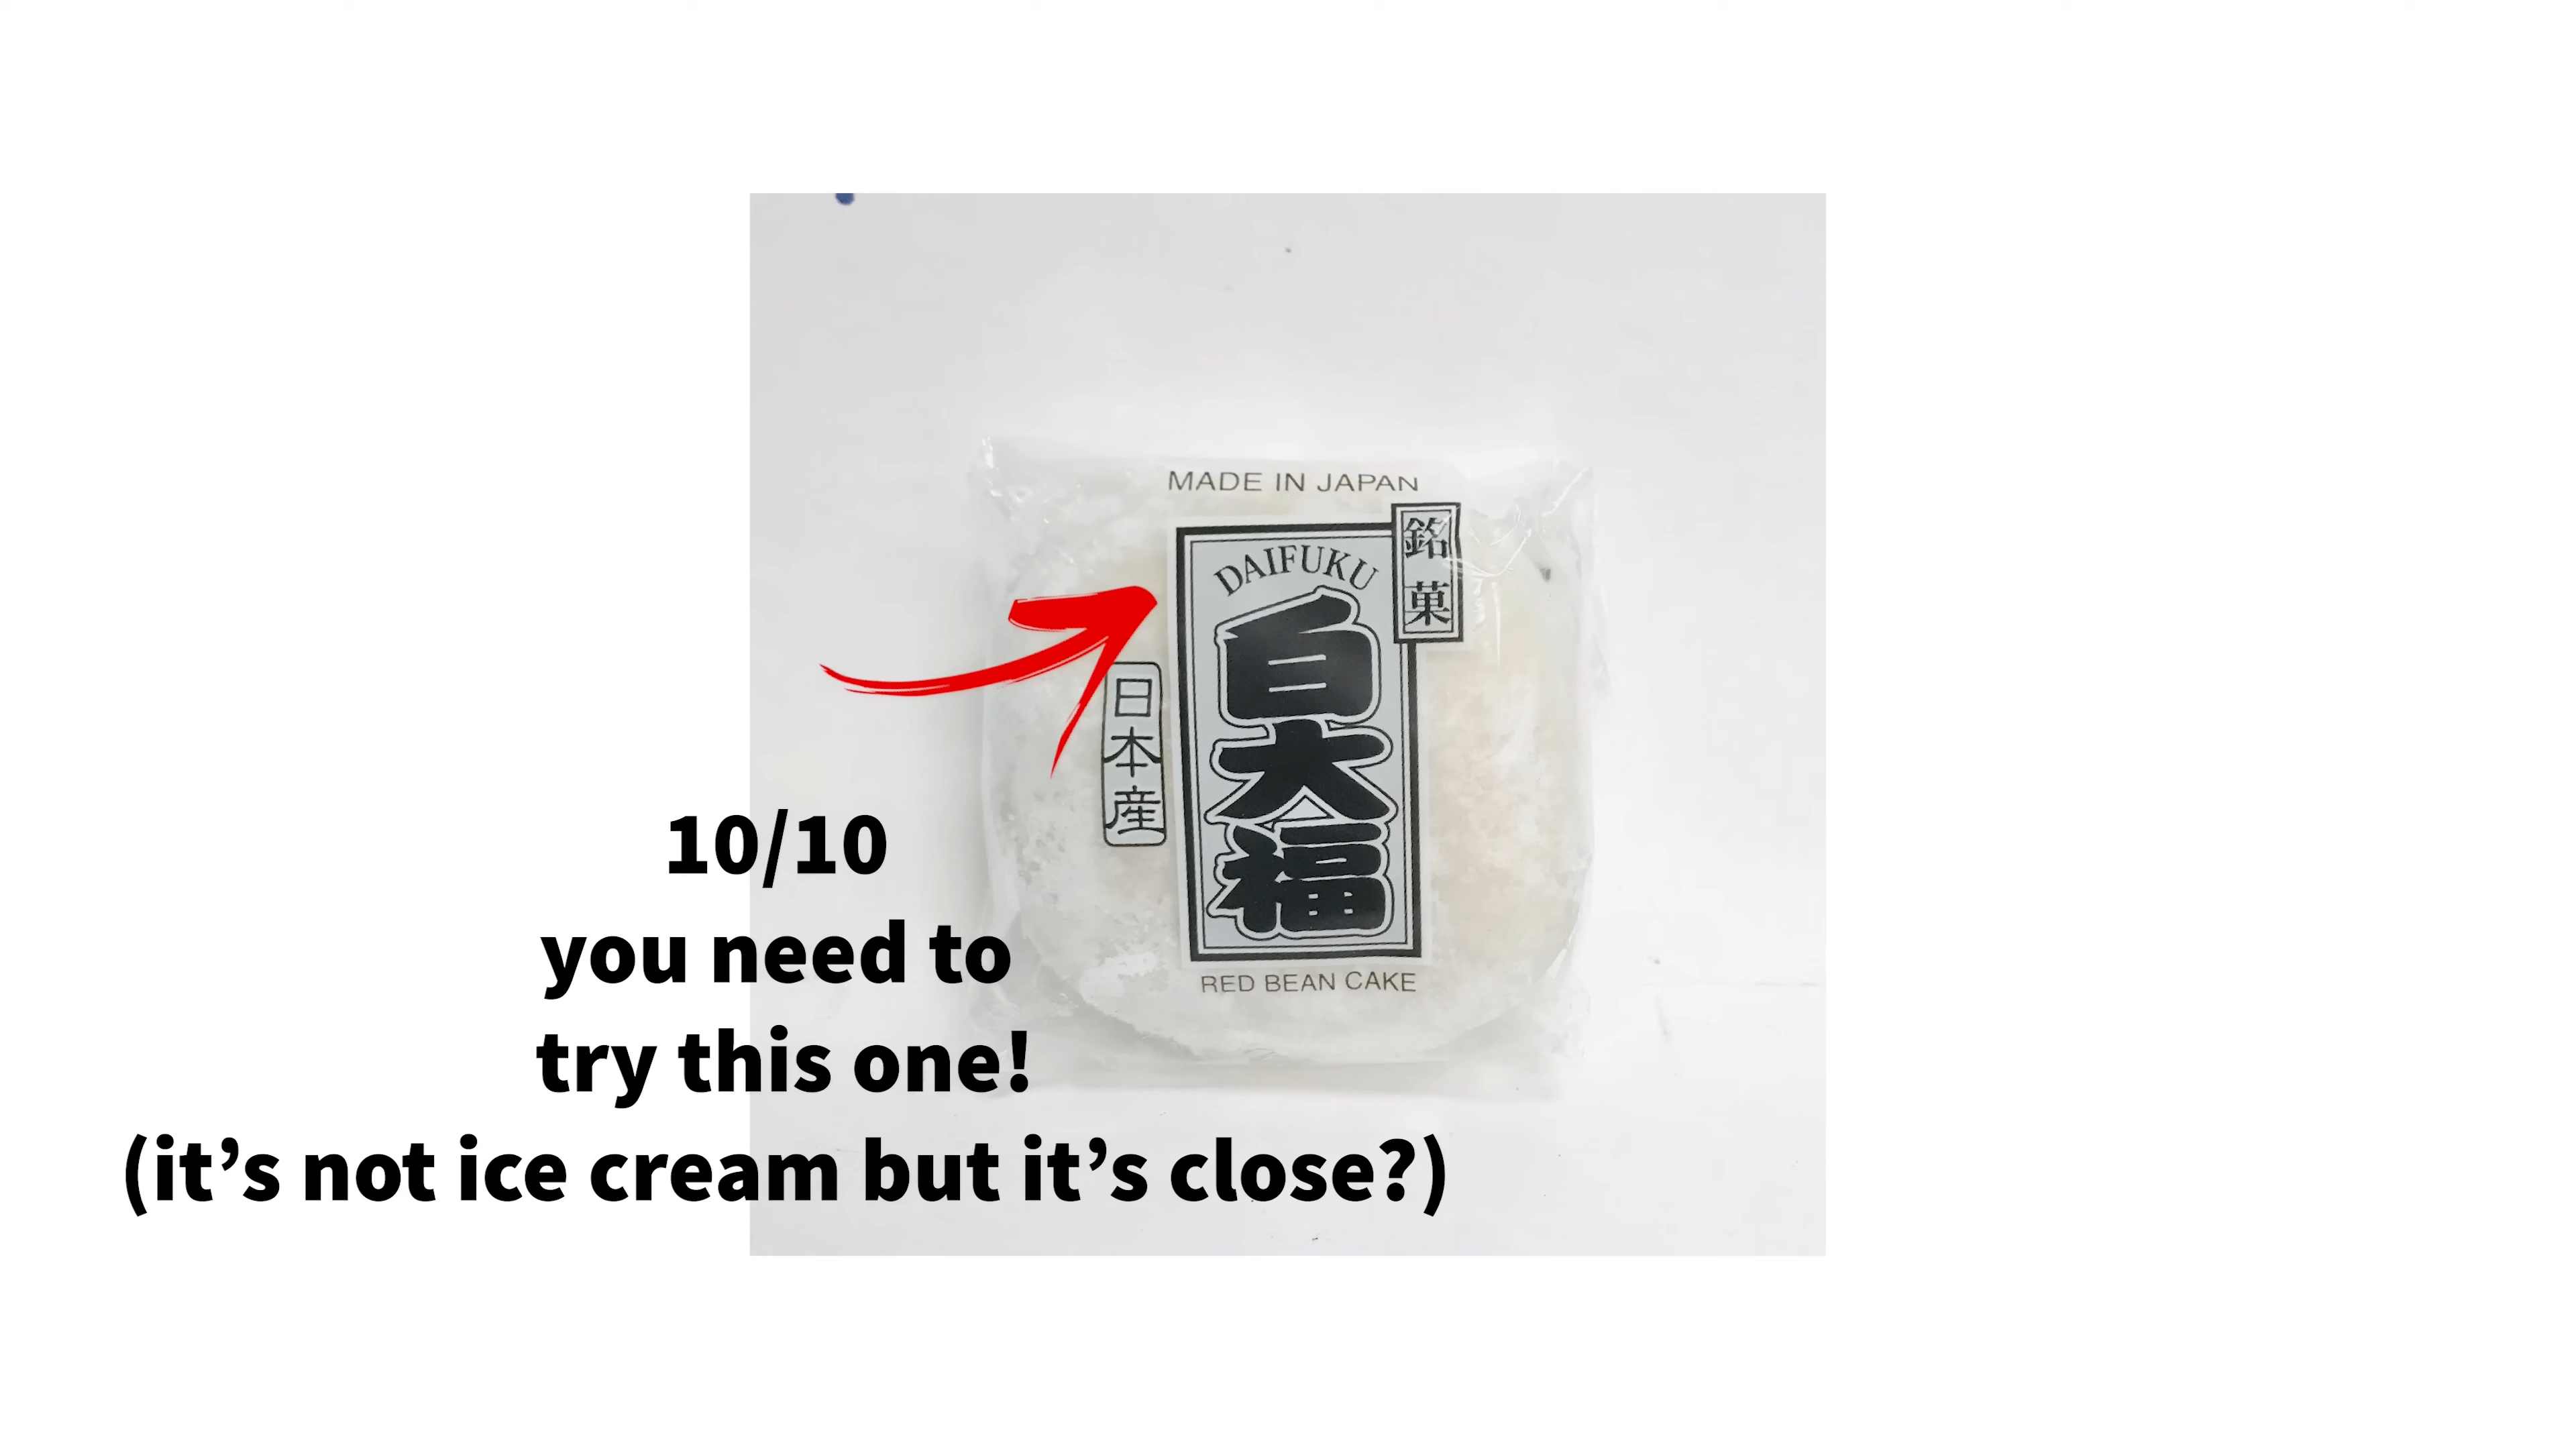 MADE IN JAPAN
DAIFUKU
白大福
銘菓
日本産
RED BEAN CAKE
10/10
you need to
try this one!
(it’s not ice cream but it’s close?)